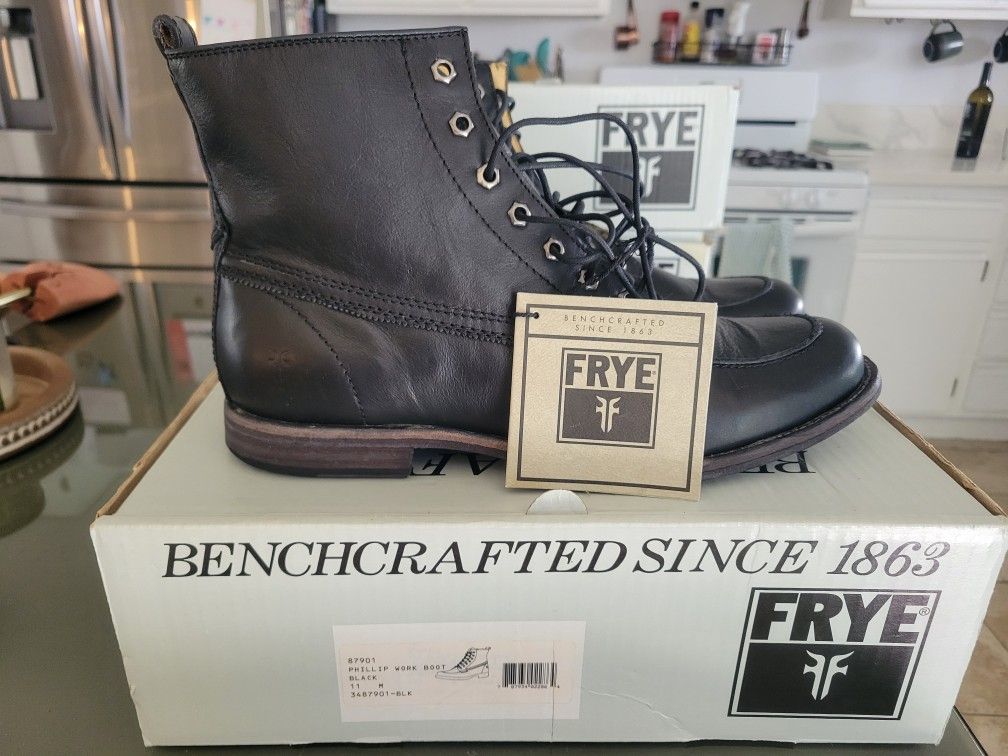 FRYE
BENCHCRAFTED
SINCE 1863
FRYE
BENCHCRAFTED SINCE 1863
FRYE®
87901
PHILLIP WORK BOOT
BLACK
11 M
3487901-BLK